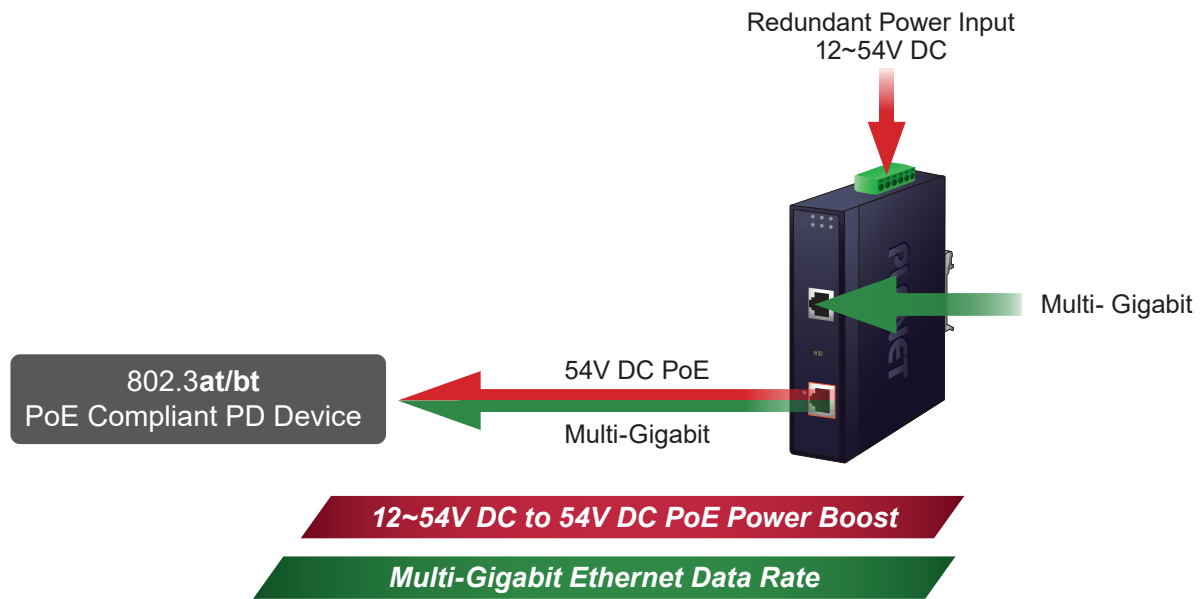 Redundant Power Input
12~54V DC
PLANET
Multi- Gigabit
54V DC PoE
802.3at/bt
PoE Compliant PD Device
Multi-Gigabit
12~54V DC to 54V DC PoE Power Boost
Multi-Gigabit Ethernet Data Rate